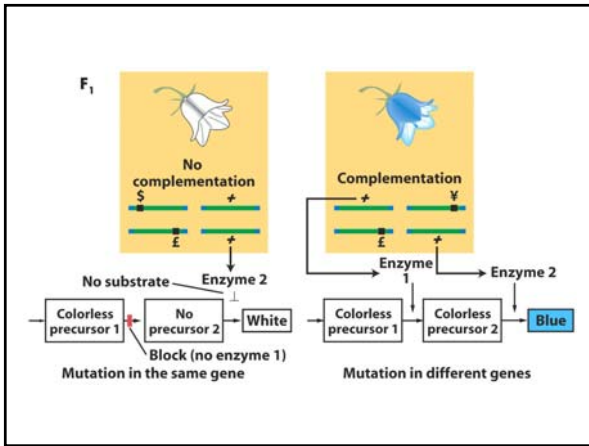 F₁
No
complementation
$ +
£ +
No substrate
Enzyme 2
⊥
Colorless
precursor 1
No
precursor 2
White
Block (no enzyme 1)
Mutation in the same gene
Complementation
+ ¥
£ +
Enzyme
1
Enzyme 2
Colorless
precursor 1
Colorless
precursor 2
Blue
Mutation in different genes